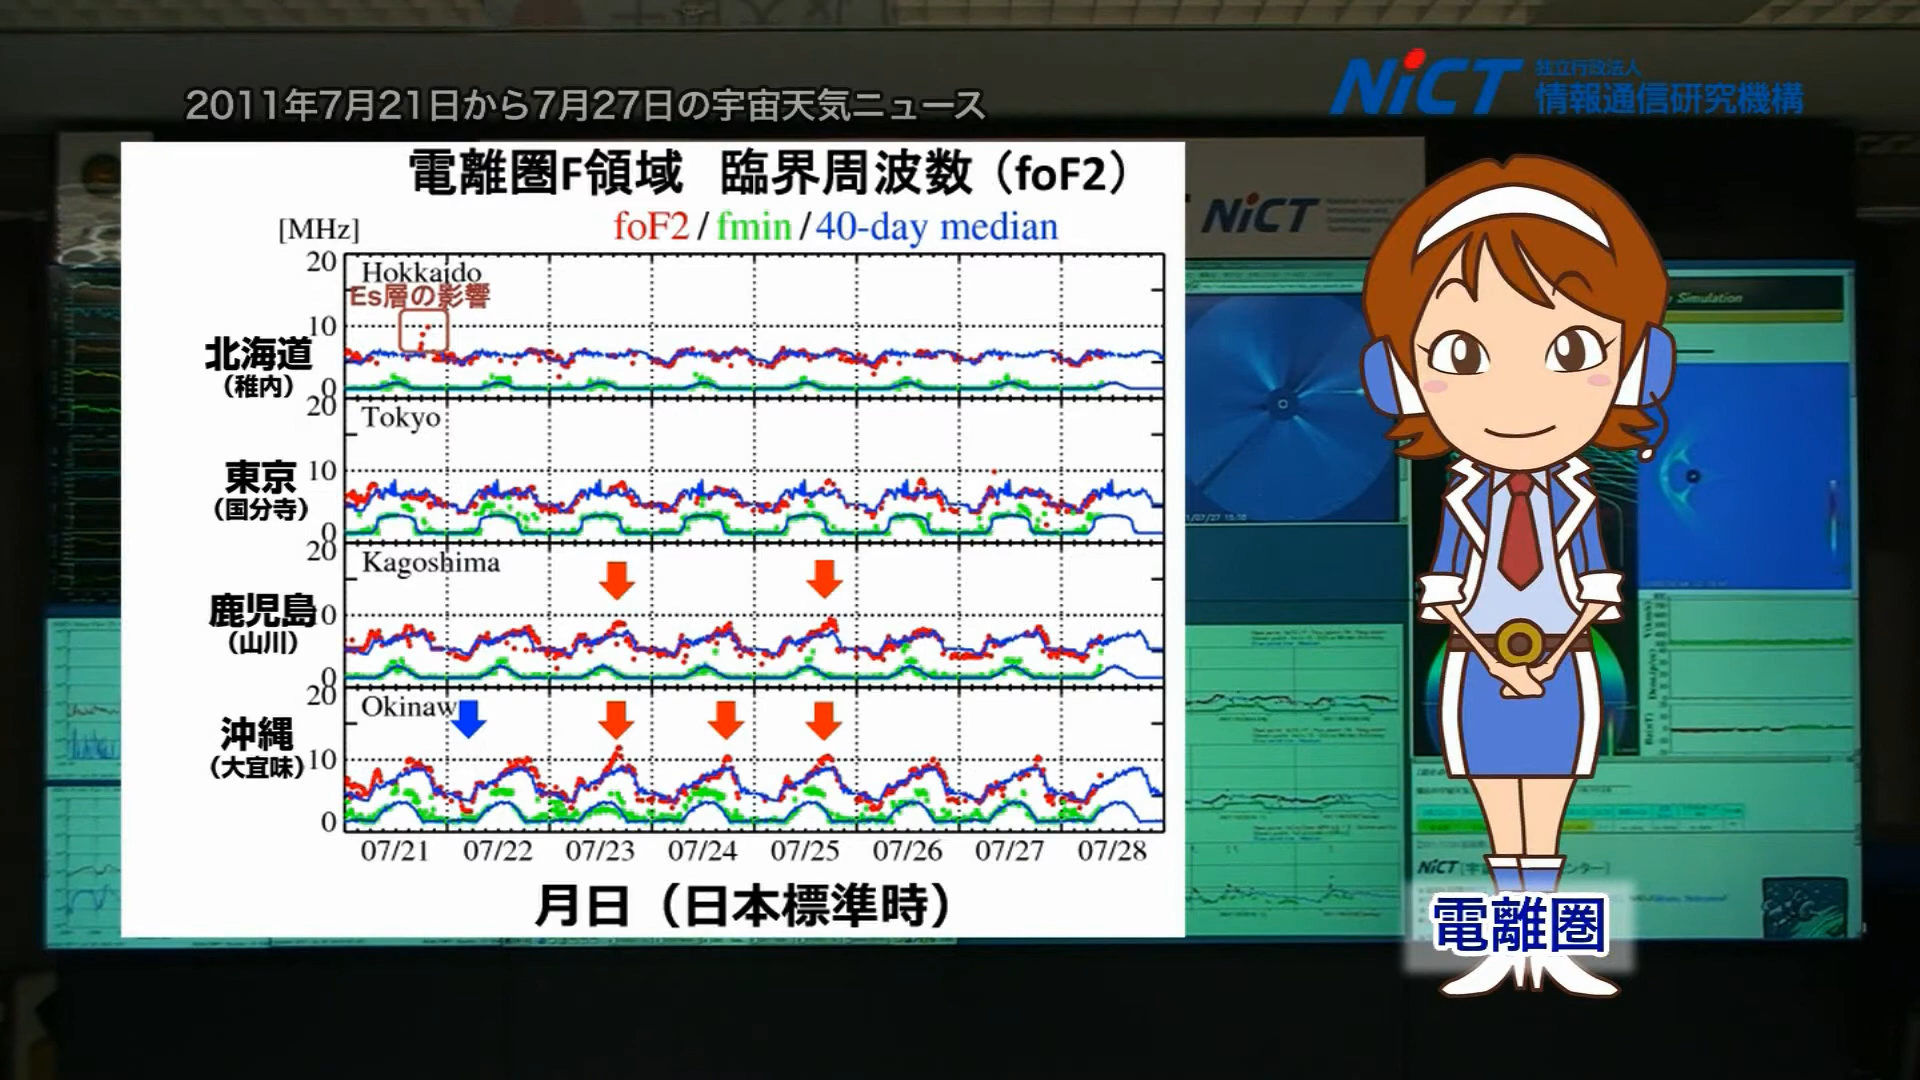 2011年7月21日から7月27日の宇宙天気ニュース
NiCT
独立行政法人
情報通信研究機構
電離圏F領域 臨界周波数（foF2）
[MHz]
foF2 / fmin / 40-day median
20
Hokkaido
Es層の影響
10
北海道
（稚内）
0
20
Tokyo
10
東京
（国分寺）
0
20
Kagoshima
10
鹿児島
（山川）
0
20
Okinaw
沖縄
10
（大宜味）
0
07/21 07/22 07/23 07/24 07/25 07/26 07/27 07/28
月日（日本標準時）
NiCT
Simulation
NiCT
電離圏